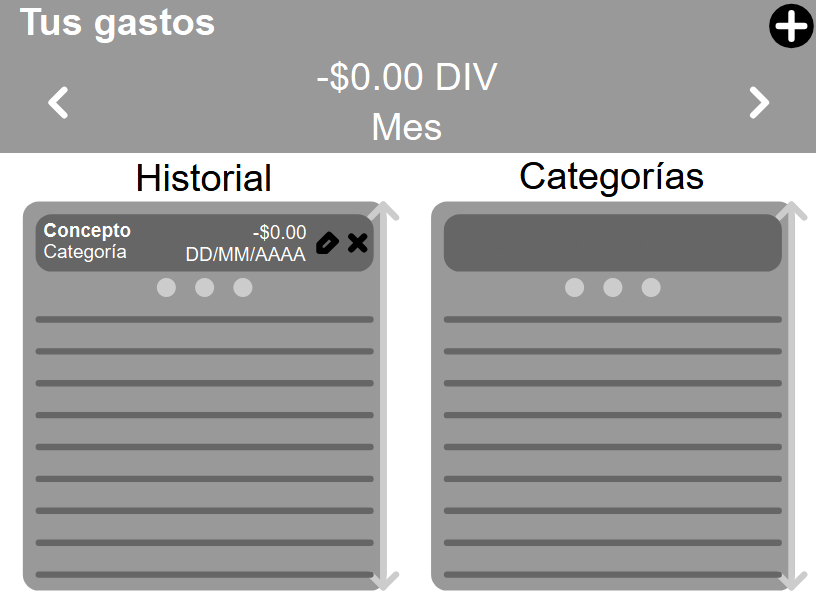 Tus gastos
-$0.00 DIV
Mes
Historial
Categorías
Concepto
-$0.00
Categoría
DD/MM/AAAA